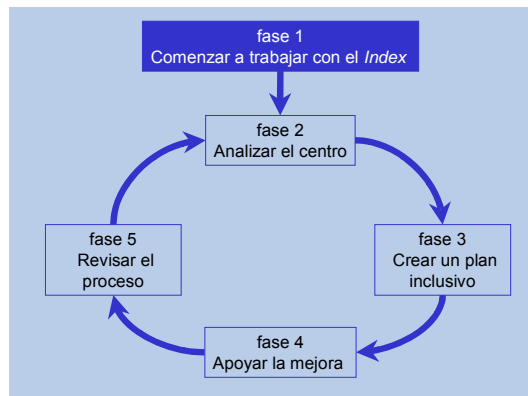 fase 1
Comenzar a trabajar con el Index
fase 2
Analizar el centro
fase 3
Crear un plan
inclusivo
fase 4
Apoyar la mejora
fase 5
Revisar el
proceso